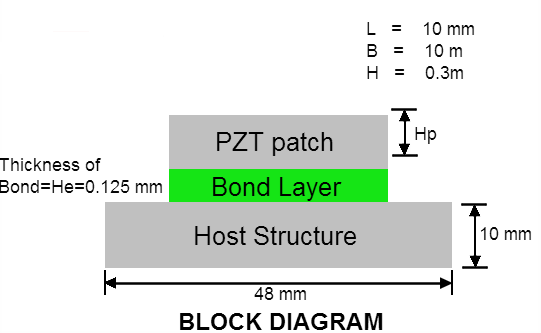 L = 10 mm
B = 10 m
H = 0.3m
PZT patch
Hp
Thickness of
Bond=He=0.125 mm
Bond Layer
Host Structure
10 mm
48 mm
BLOCK DIAGRAM